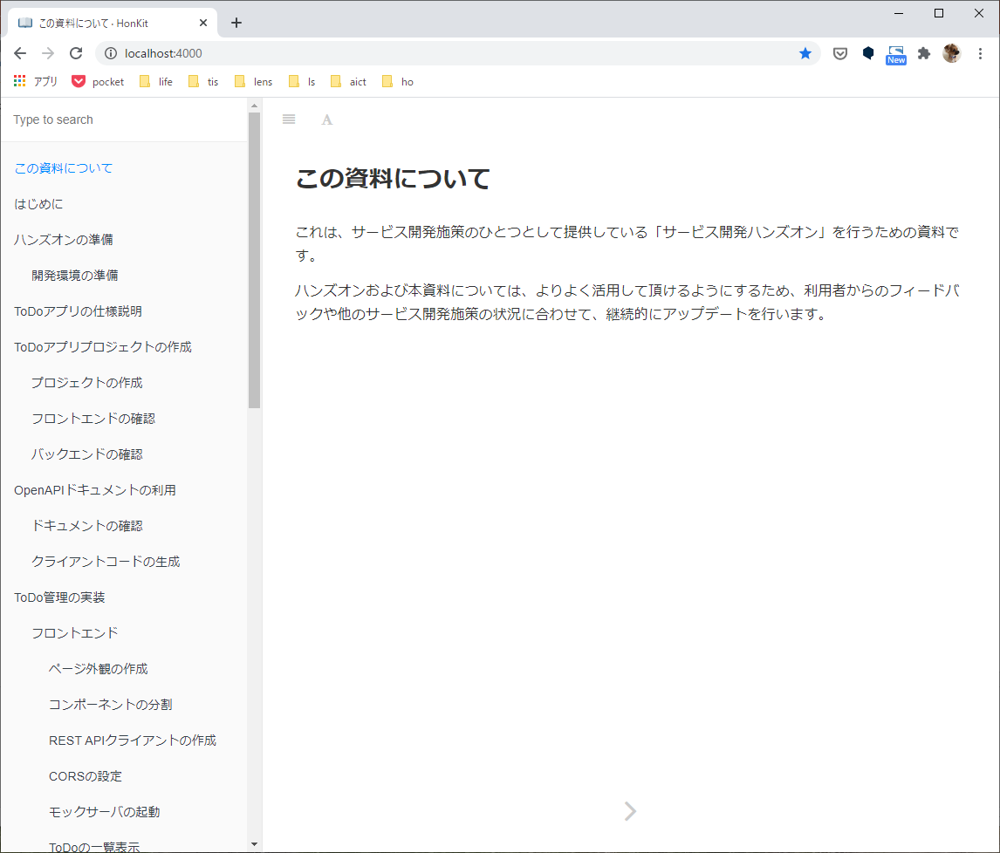 この資料について · HonKit
localhost:4000
New
アプリ pocket life tis lens ls aict ho
Type to search
この資料について
はじめに
ハンズオンの準備
開発環境の準備
ToDoアプリの仕様説明
ToDoアプリプロジェクトの作成
プロジェクトの作成
フロントエンドの確認
バックエンドの確認
OpenAPIドキュメントの利用
ドキュメントの確認
クライアントコードの生成
ToDo管理の実装
フロントエンド
ページ外観の作成
コンポーネントの分割
REST APIクライアントの作成
CORSの設定
モックサーバの起動
ToDoの一覧表示
A
この資料について
これは、サービス開発施策のひとつとして提供している「サービス開発ハンズオン」を行うための資料で
す。
ハンズオンおよび本資料については、よりよく活用して頂けるようにするため、利用者からのフィードバ
ックや他のサービス開発施策の状況に合わせて、継続的にアップデートを行います。